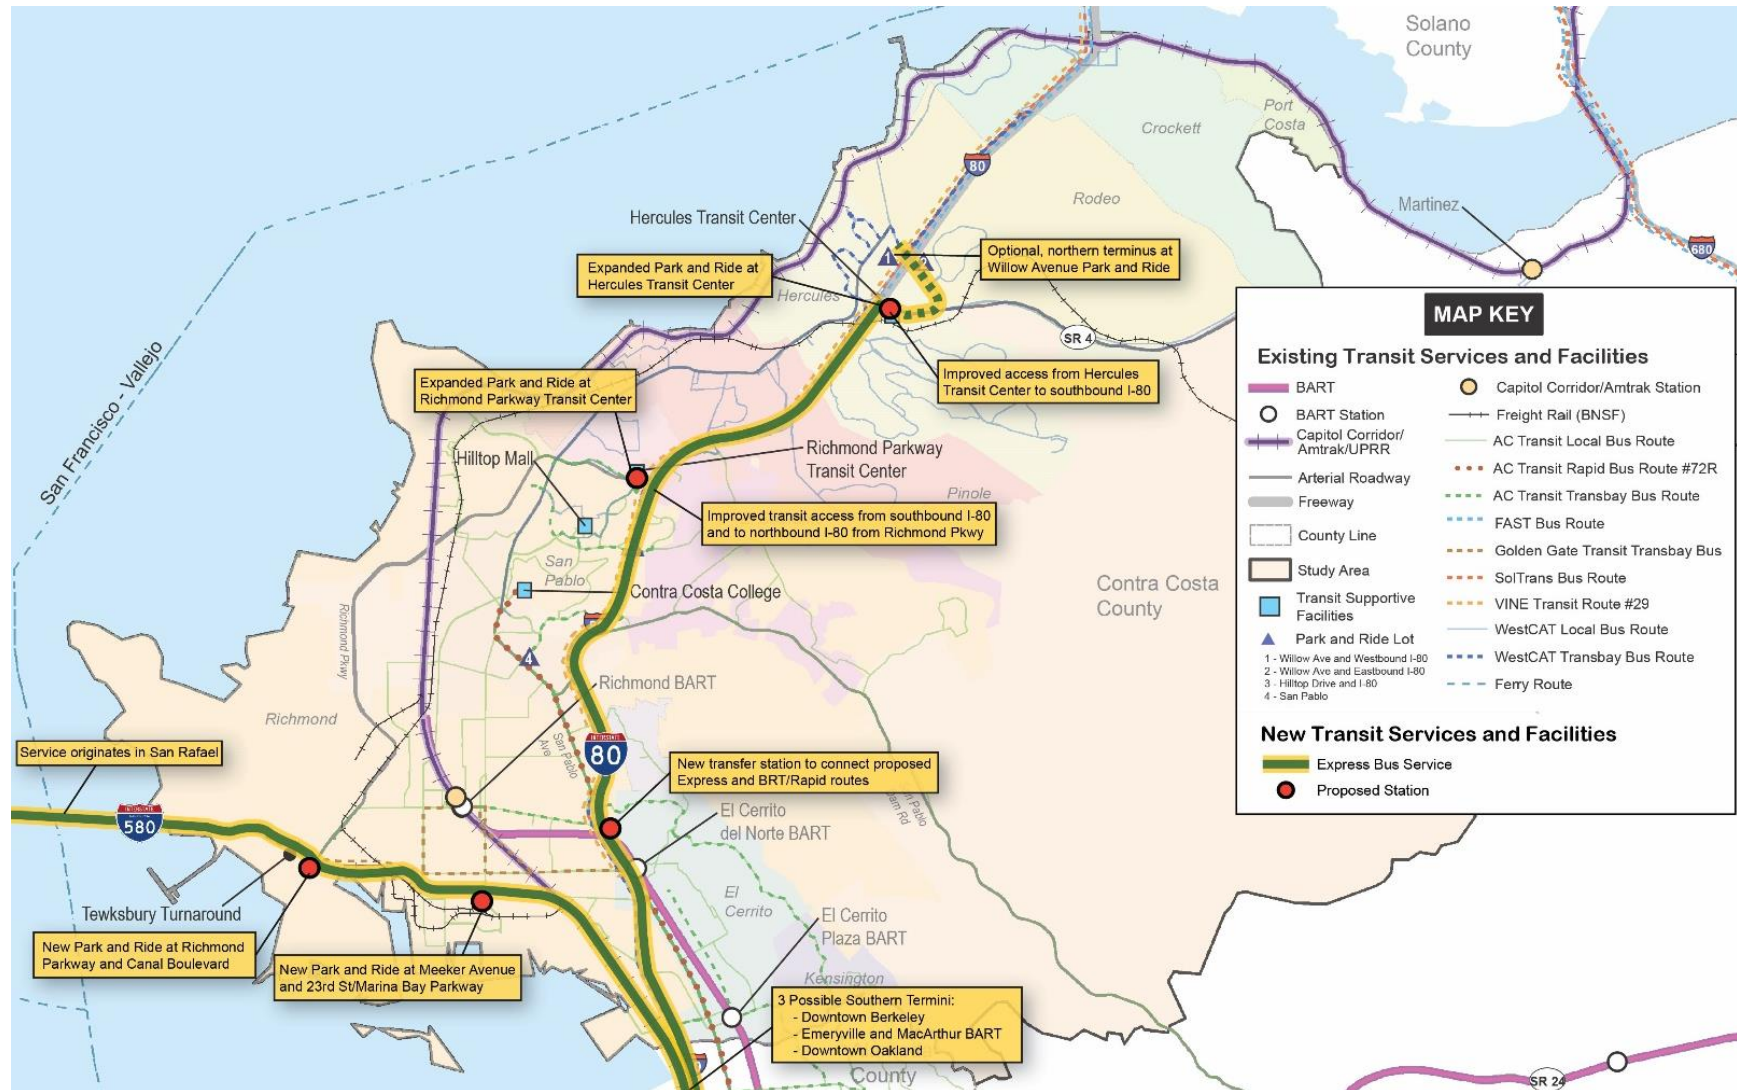 Solano
County
Port
Costa
Crockett
80
Rodeo
Martinez
680
Hercules Transit Center
1
2
Optional, northern terminus at
Willow Avenue Park and Ride
Expanded Park and Ride at
Hercules Transit Center
Hercules
SR 4
Improved access from Hercules
Transit Center to southbound I-80
San Francisco - Vallejo
Expanded Park and Ride at
Richmond Parkway Transit Center
Hilltop Mall
Richmond Parkway
Transit Center
Pinole
Improved transit access from southbound I-80
and to northbound I-80 from Richmond Pkwy
San
Pablo
Contra Costa College
Contra Costa
County
Richmond Pkwy
4
Richmond BART
Richmond
San Pablo
Ave
INTERSTATE
80
Service originates in San Rafael
New transfer station to connect proposed
Express and BRT/Rapid routes
INTERSTATE
580
El Cerrito
del Norte BART
El
Cerrito
Tewksbury Turnaround
El Cerrito
Plaza BART
New Park and Ride at Richmond
Parkway and Canal Boulevard
New Park and Ride at Meeker Avenue
and 23rd St/Marina Bay Parkway
Kensington
3 Possible Southern Termini:
- Downtown Berkeley
- Emeryville and MacArthur BART
- Downtown Oakland
County
SR 24
MAP KEY
Existing Transit Services and Facilities
BART
BART Station
Capitol Corridor/
Amtrak/UPRR
Arterial Roadway
Freeway
County Line
Study Area
Transit Supportive
Facilities
Park and Ride Lot
1 - Willow Ave and Westbound I-80
2 - Willow Ave and Eastbound I-80
3 - Hilltop Drive and I-80
4 - San Pablo
Capitol Corridor/Amtrak Station
Freight Rail (BNSF)
AC Transit Local Bus Route
AC Transit Rapid Bus Route #72R
AC Transit Transbay Bus Route
FAST Bus Route
Golden Gate Transit Transbay Bus
SolTrans Bus Route
VINE Transit Route #29
WestCAT Local Bus Route
WestCAT Transbay Bus Route
Ferry Route
New Transit Services and Facilities
Express Bus Service
Proposed Station